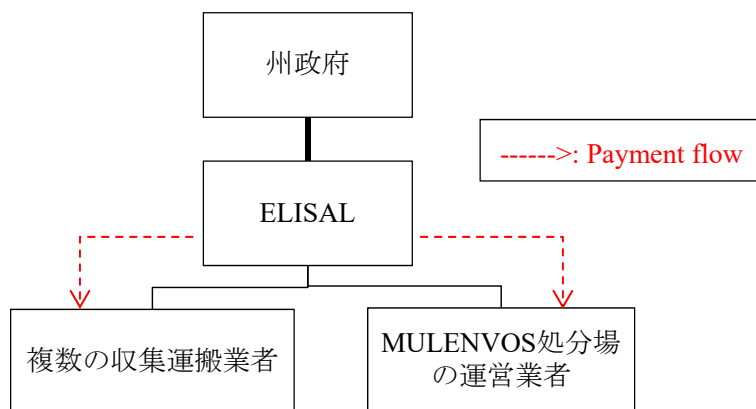 州政府
------>: Payment flow
ELISAL
複数の収集運搬業者
MULENVOS処分場
の運営業者